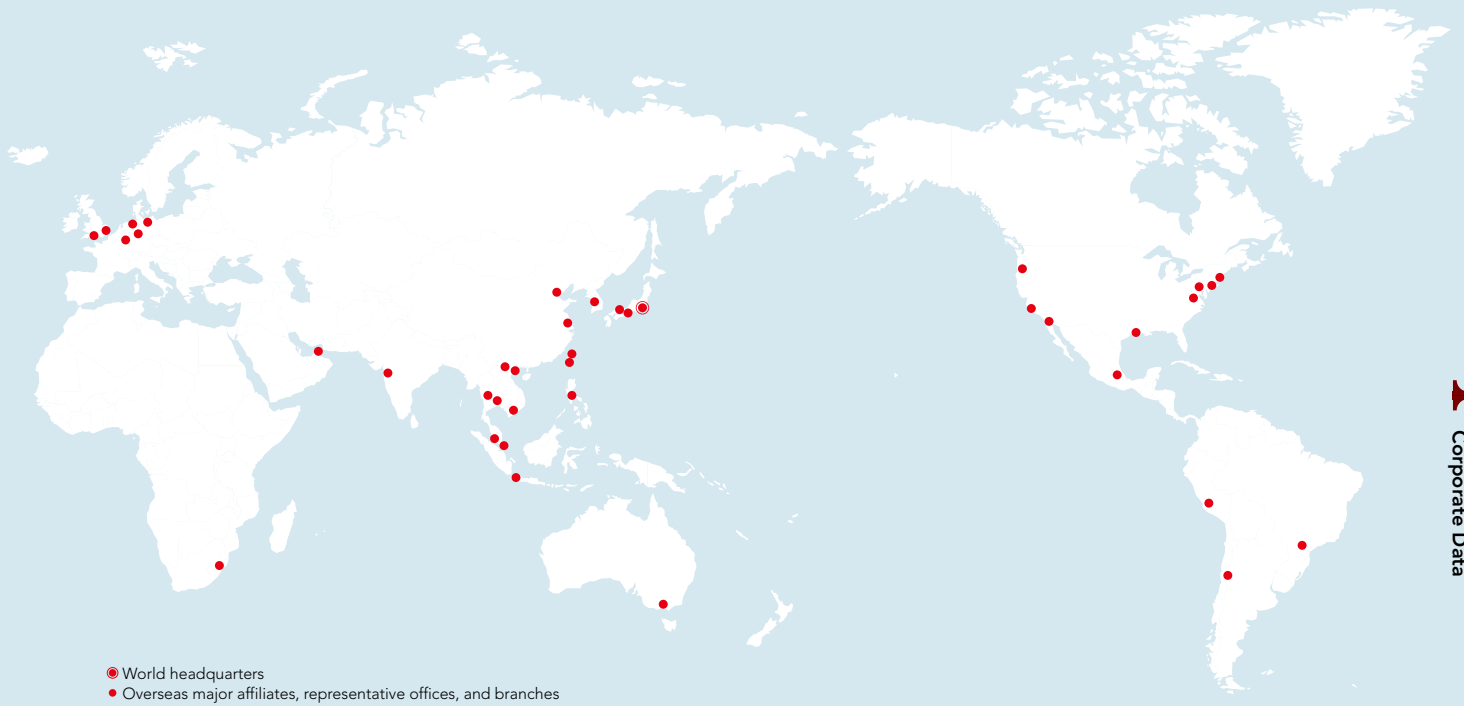 Corporate Data
World headquarters
Overseas major affiliates, representative offices, and branches